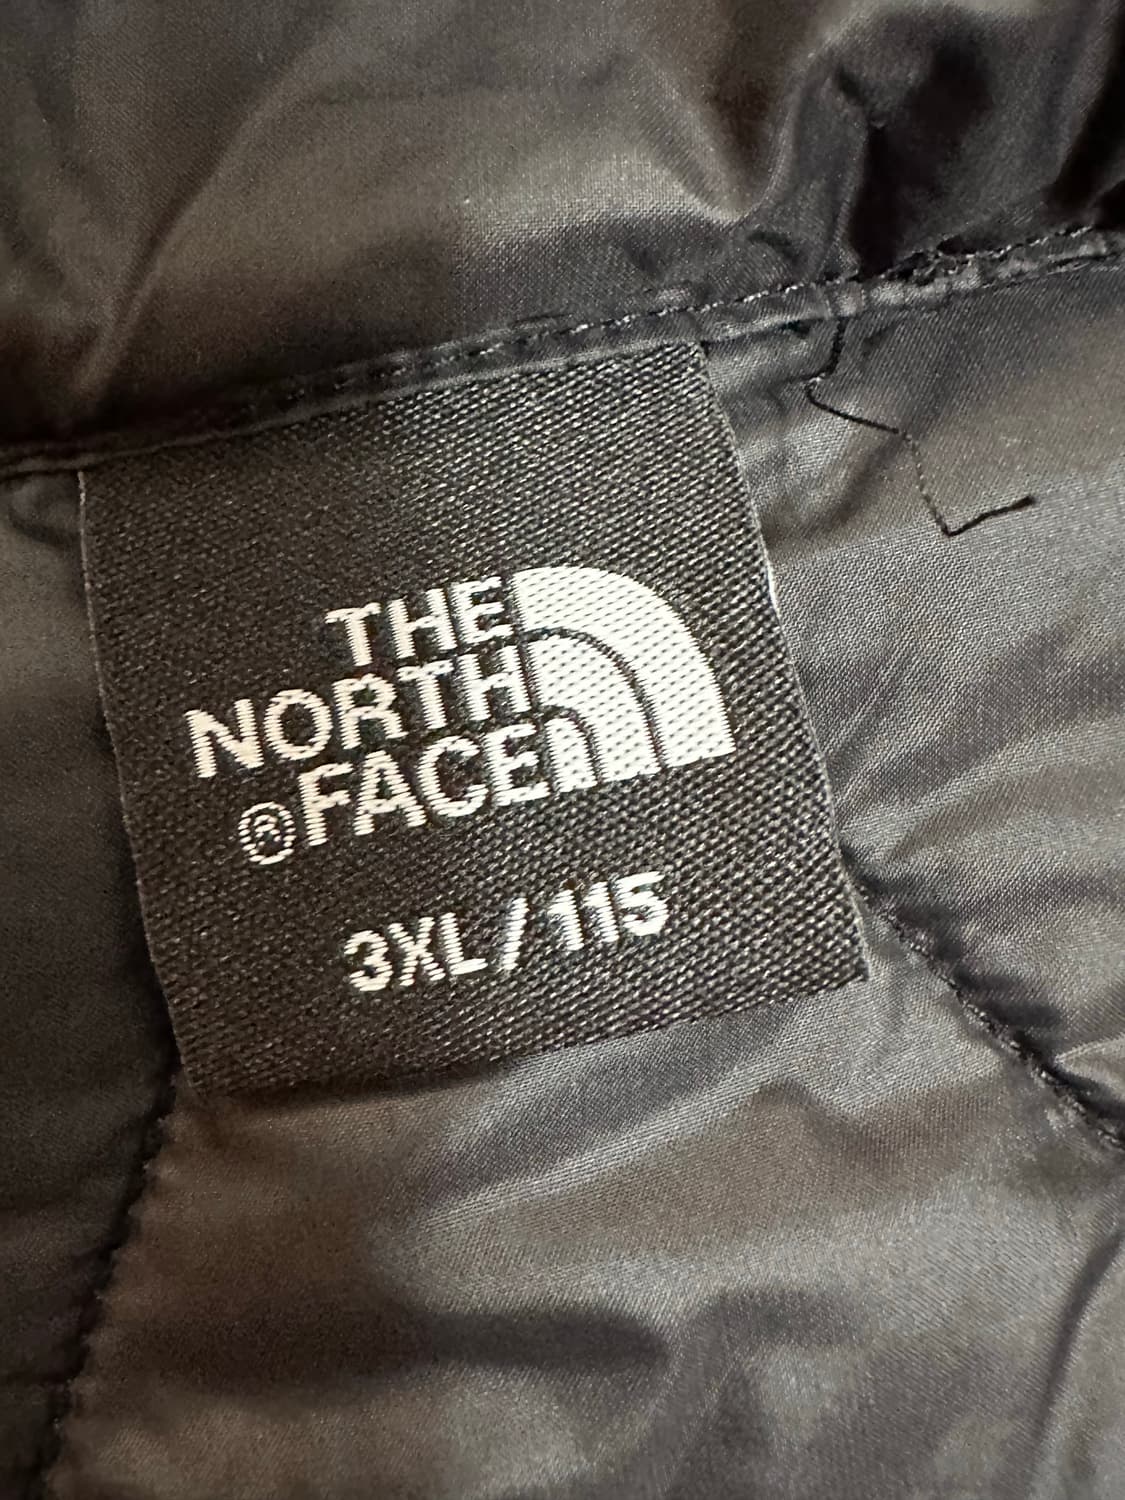 THE
NORTH
®FACE
3XL/115